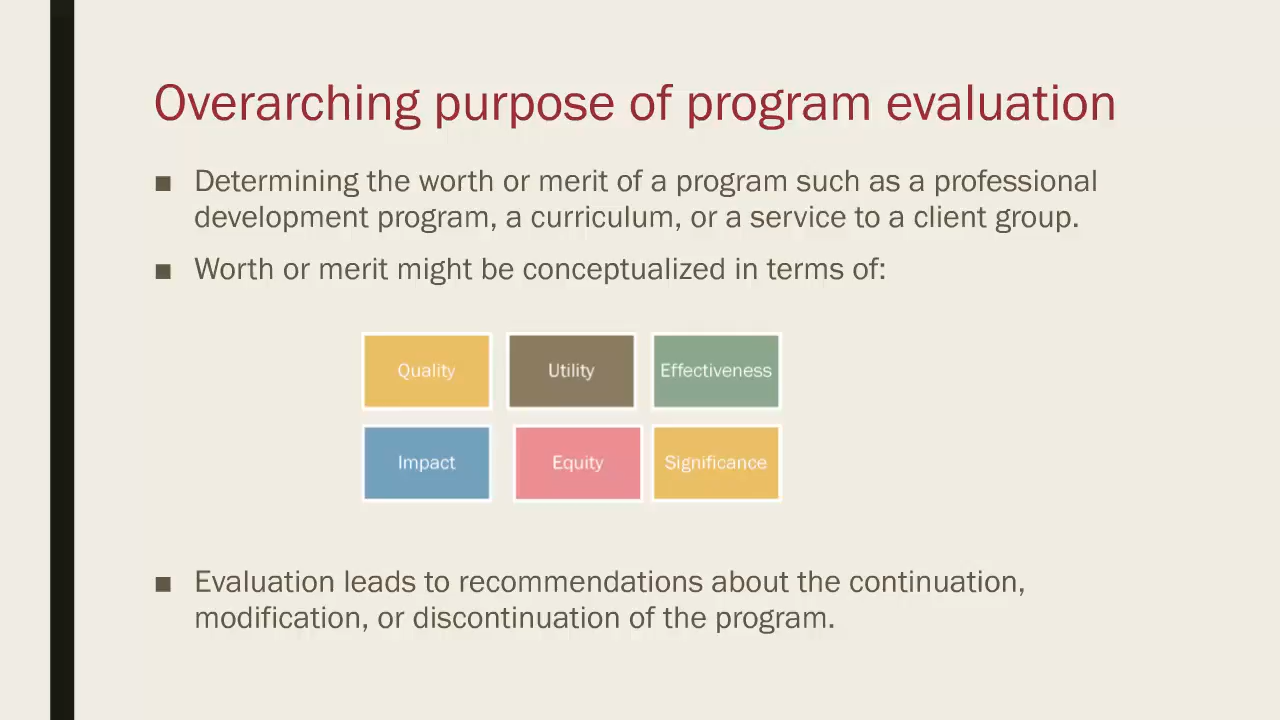 Overarching purpose of program evaluation
■ Determining the worth or merit of a program such as a professional
development program, a curriculum, or a service to a client group.
■ Worth or merit might be conceptualized in terms of:
Quality Utility Effectiveness
Impact Equity Significance
■ Evaluation leads to recommendations about the continuation,
modification, or discontinuation of the program.